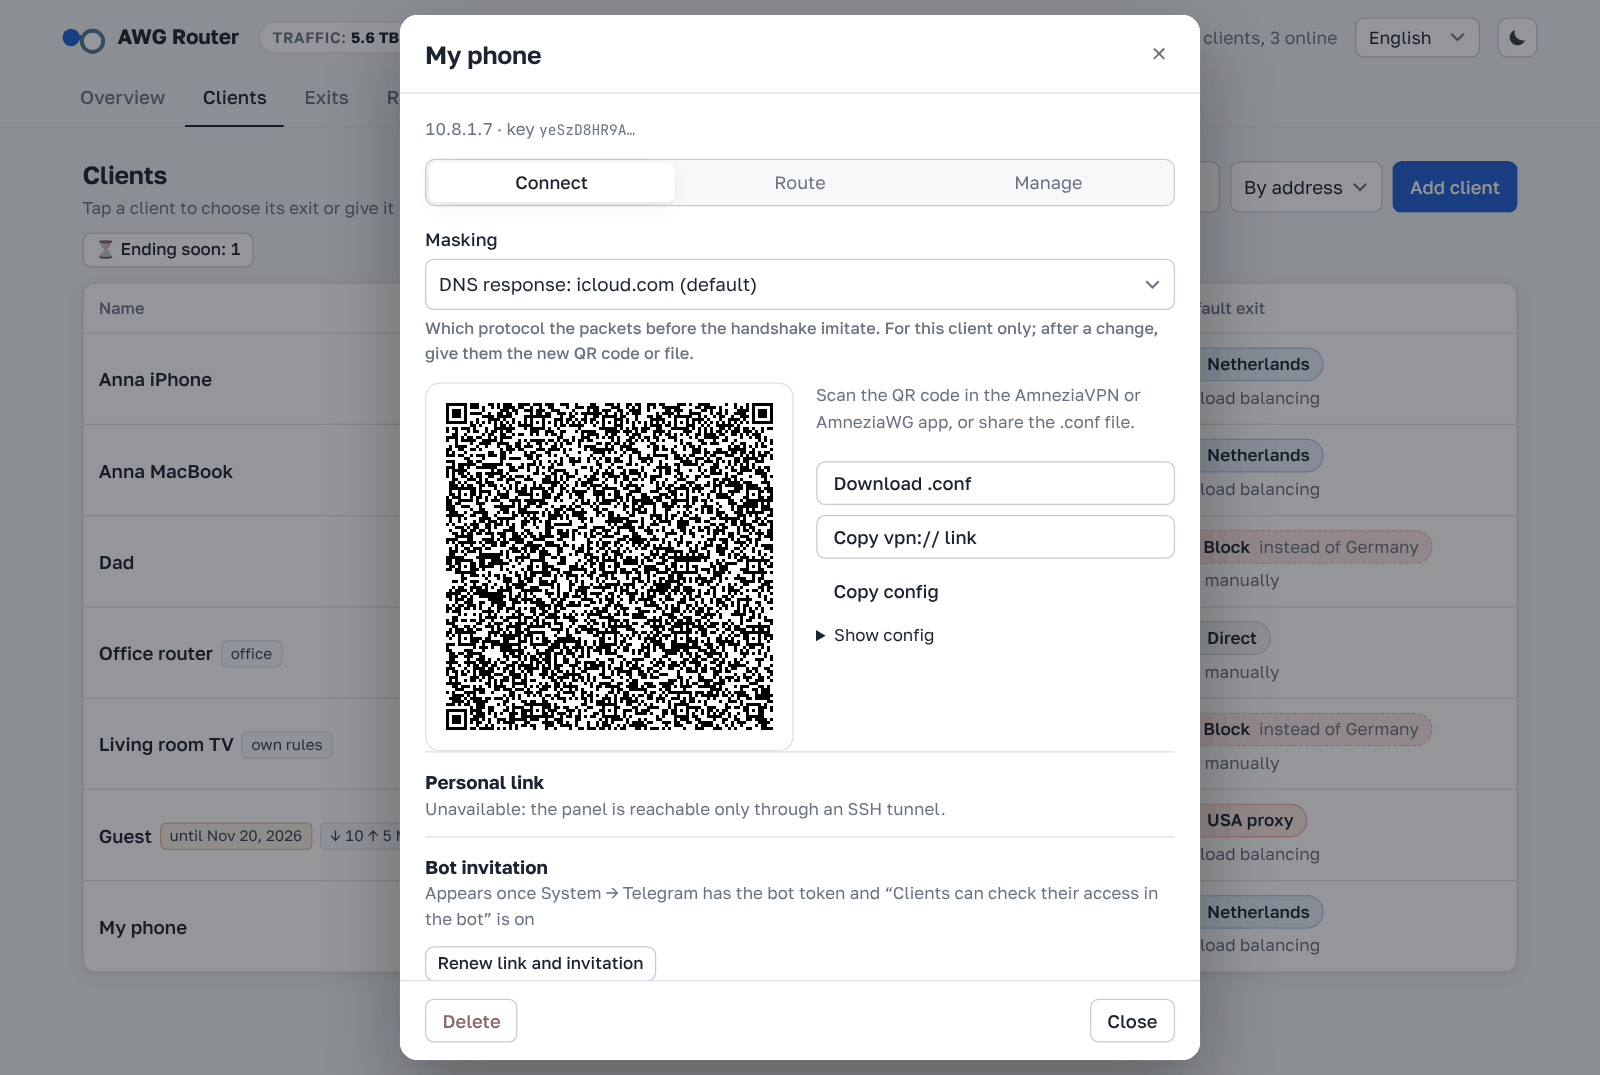 AWG Router
TRAFFIC: 5.6 TB
clients, 3 online
English
Overview
Clients
Exits
Clients
Tap a client to choose its exit or give it
By address
Add client
⏳ Ending soon: 1
Name
exit
Anna iPhone
Netherlands
load balancing
Anna MacBook
Netherlands
load balancing
Dad
Block instead of Germany
manually
Office router office
Direct
manually
Living room TV own rules
Block instead of Germany
manually
Guest until Nov 20, 2026 ↓ 10 ↑ 5
USA proxy
load balancing
My phone
Netherlands
load balancing
My phone
×
10.8.1.7 · key yeSzD8HR9A…
Connect
Route
Manage
Masking
DNS response: icloud.com (default)
Which protocol the packets before the handshake imitate. For this client only; after a change,
give them the new QR code or file.
Scan the QR code in the AmneziaVPN or
AmneziaWG app, or share the .conf file.
Download .conf
Copy vpn:// link
Copy config
▶ Show config
Personal link
Unavailable: the panel is reachable only through an SSH tunnel.
Bot invitation
Appears once System → Telegram has the bot token and “Clients can check their access in
the bot” is on
Renew link and invitation
Delete
Close